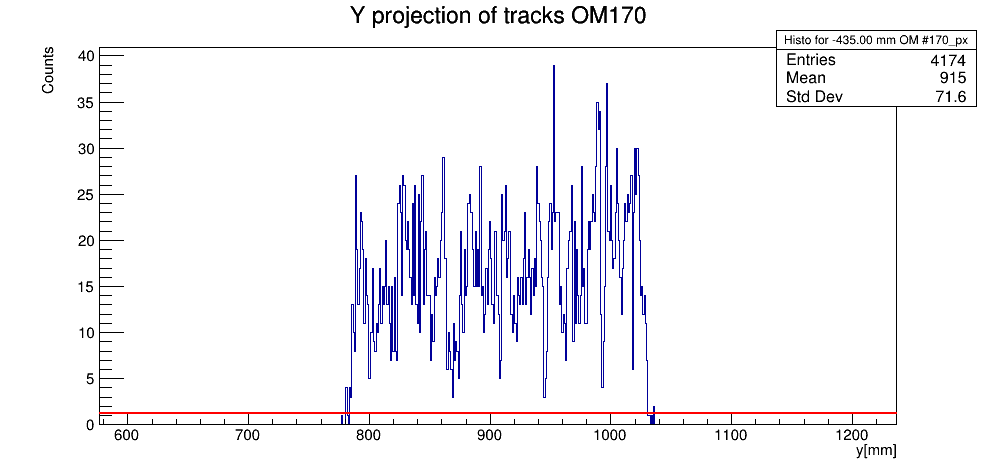 Y projection of tracks OM170
Histo for -435.00 mm OM #170_px
Entries 4174
Mean 915
Std Dev 71.6
Counts
40
35
30
25
20
15
10
5
0
600 700 800 900 1000 1100 1200
y[mm]